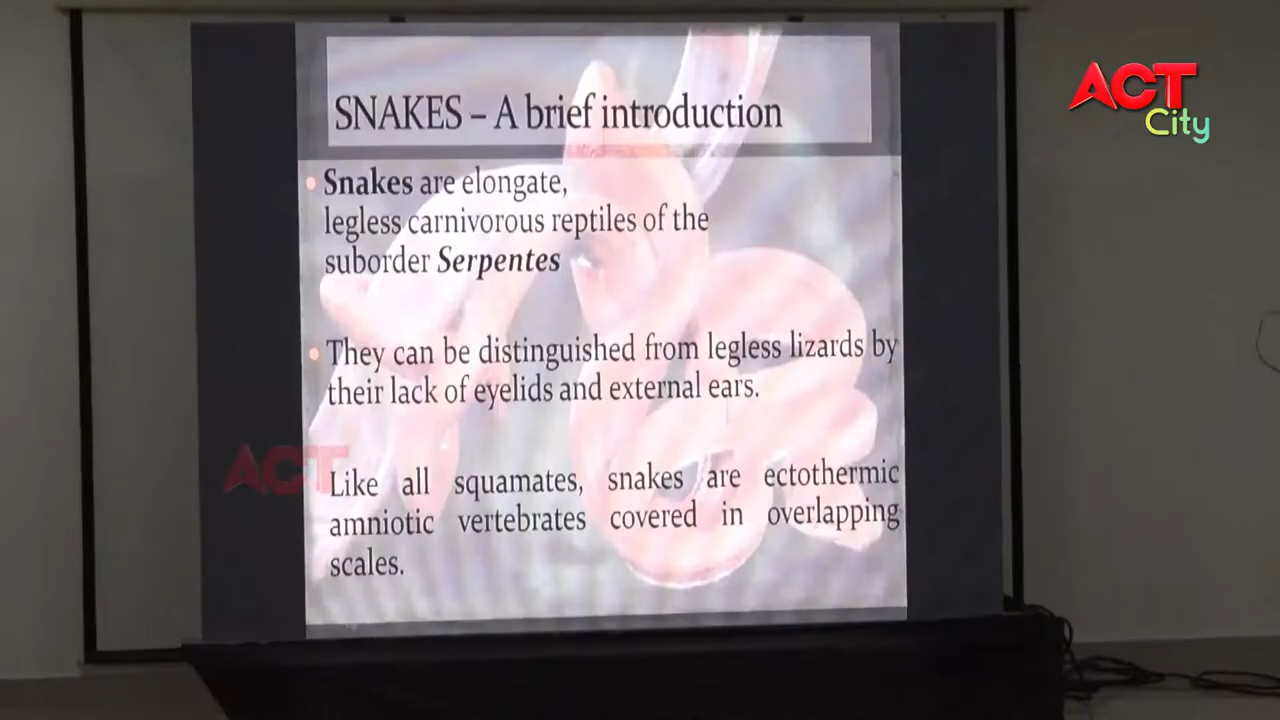 ACT
City
SNAKES – A brief introduction
• Snakes are elongate,
legless carnivorous reptiles of the
suborder Serpentes
• They can be distinguished from legless lizards by
their lack of eyelids and external ears.
ACT
Like all squamates, snakes are ectothermic
amniotic vertebrates covered in overlapping
scales.